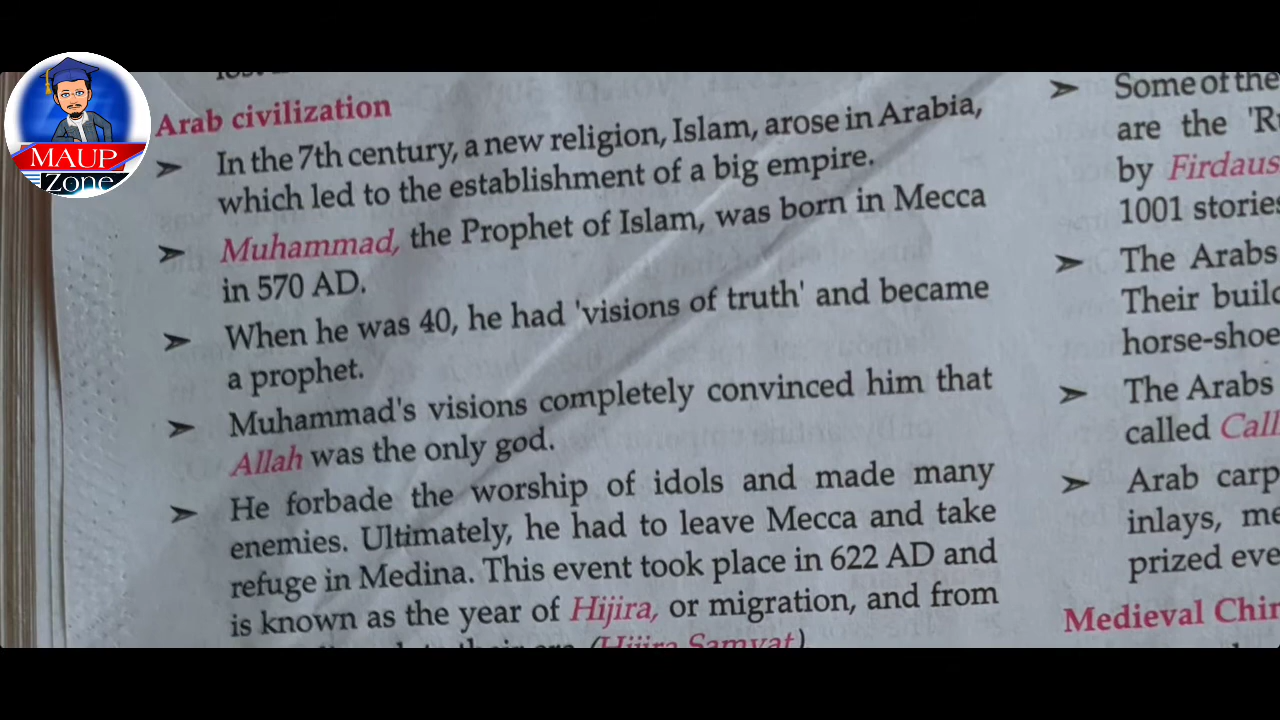 MAUP
Zone
Arab civilization
➢ In the 7th century, a new religion, Islam, arose in Arabia,
which led to the establishment of a big empire.
➢ Muhammad, the Prophet of Islam, was born in Mecca
in 570 AD.
➢ When he was 40, he had 'visions of truth' and became
a prophet.
➢ Muhammad's visions completely convinced him that
Allah was the only god.
➢ He forbade the worship of idols and made many
enemies. Ultimately, he had to leave Mecca and take
refuge in Medina. This event took place in 622 AD and
is known as the year of Hijira, or migration, and from
(Hijira Samvat)
➢ Some of the
are the
by Firdaus
1001 stories
➢ The Arabs
Their
horse-shoe
➢ The Arabs
called
➢ Arab
inlays,
prized
Medieval